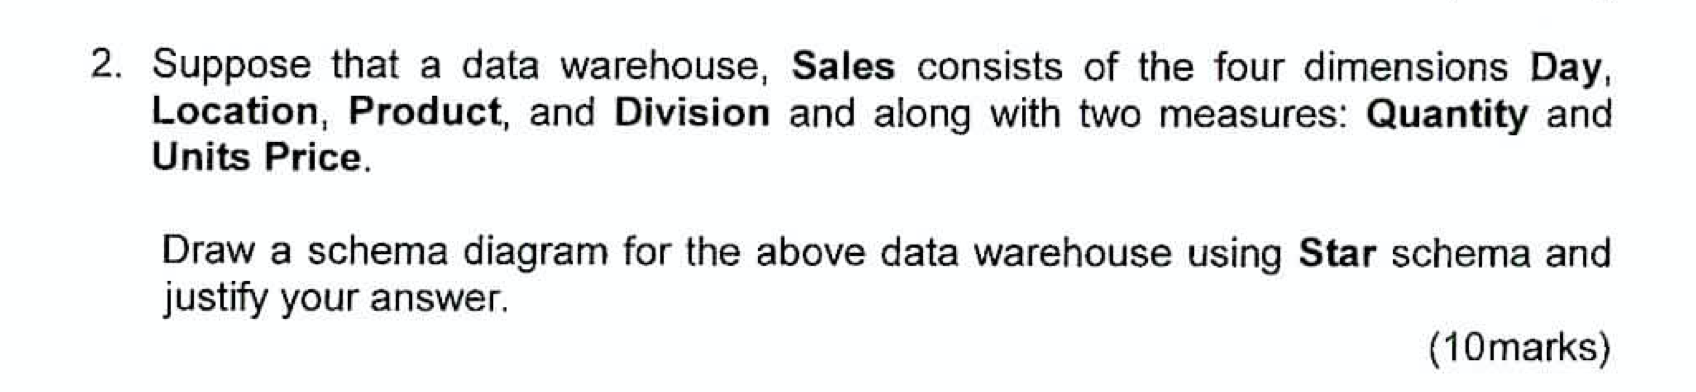 2. Suppose that a data warehouse, Sales consists of the four dimensions Day,
Location, Product, and Division and along with two measures: Quantity and
Units Price.
Draw a schema diagram for the above data warehouse using Star schema and
justify your answer.
(10marks)